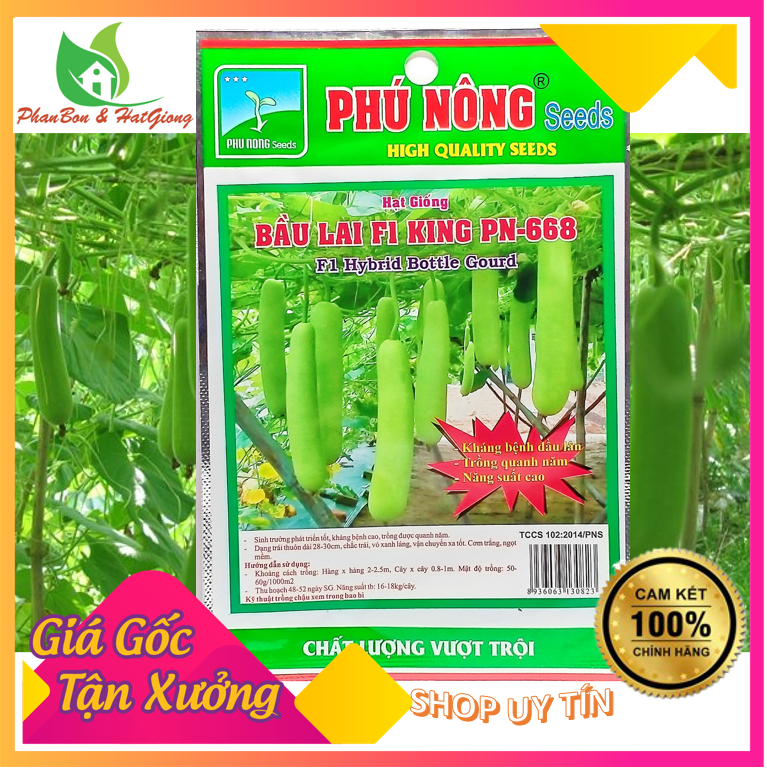 PhanBon & HatGiong
PHU NONG Seeds
PHÚ NÔNG® Seeds
HIGH QUALITY SEEDS
Hạt Giống
BẦU LAI F1 KING PN-668
F1 Hybrid Bottle Gourd
- Kháng bệnh đầu lân
- Trồng quanh năm
- Năng suất cao
- Sinh trưởng phát triển tốt, kháng bệnh cao, trồng được quanh năm.
- Dạng trái thuôn dài 28-30cm, chắc trái, vỏ xanh láng, vận chuyển xa tốt. Cơm trắng, ngọt
mềm.
Hướng dẫn sử dụng:
- Khoảng cách trồng: Hàng x hàng 2-2.5m, Cây x cây 0.8-1m. Mật độ trồng: 50-
60g/1000m2
- Thu hoạch 48-52 ngày SG. Năng suất tb: 16-18kg/cây.
Kỹ thuật trồng chậu xem trong bao bì
TCCS 102:2014/PNS
8 936063 130823
CHẤT LƯỢNG VƯỢT TRỘI
Giá Gốc
Tận Xưởng
CAM KẾT
100%
CHÍNH HÃNG
SHOP UY TÍN